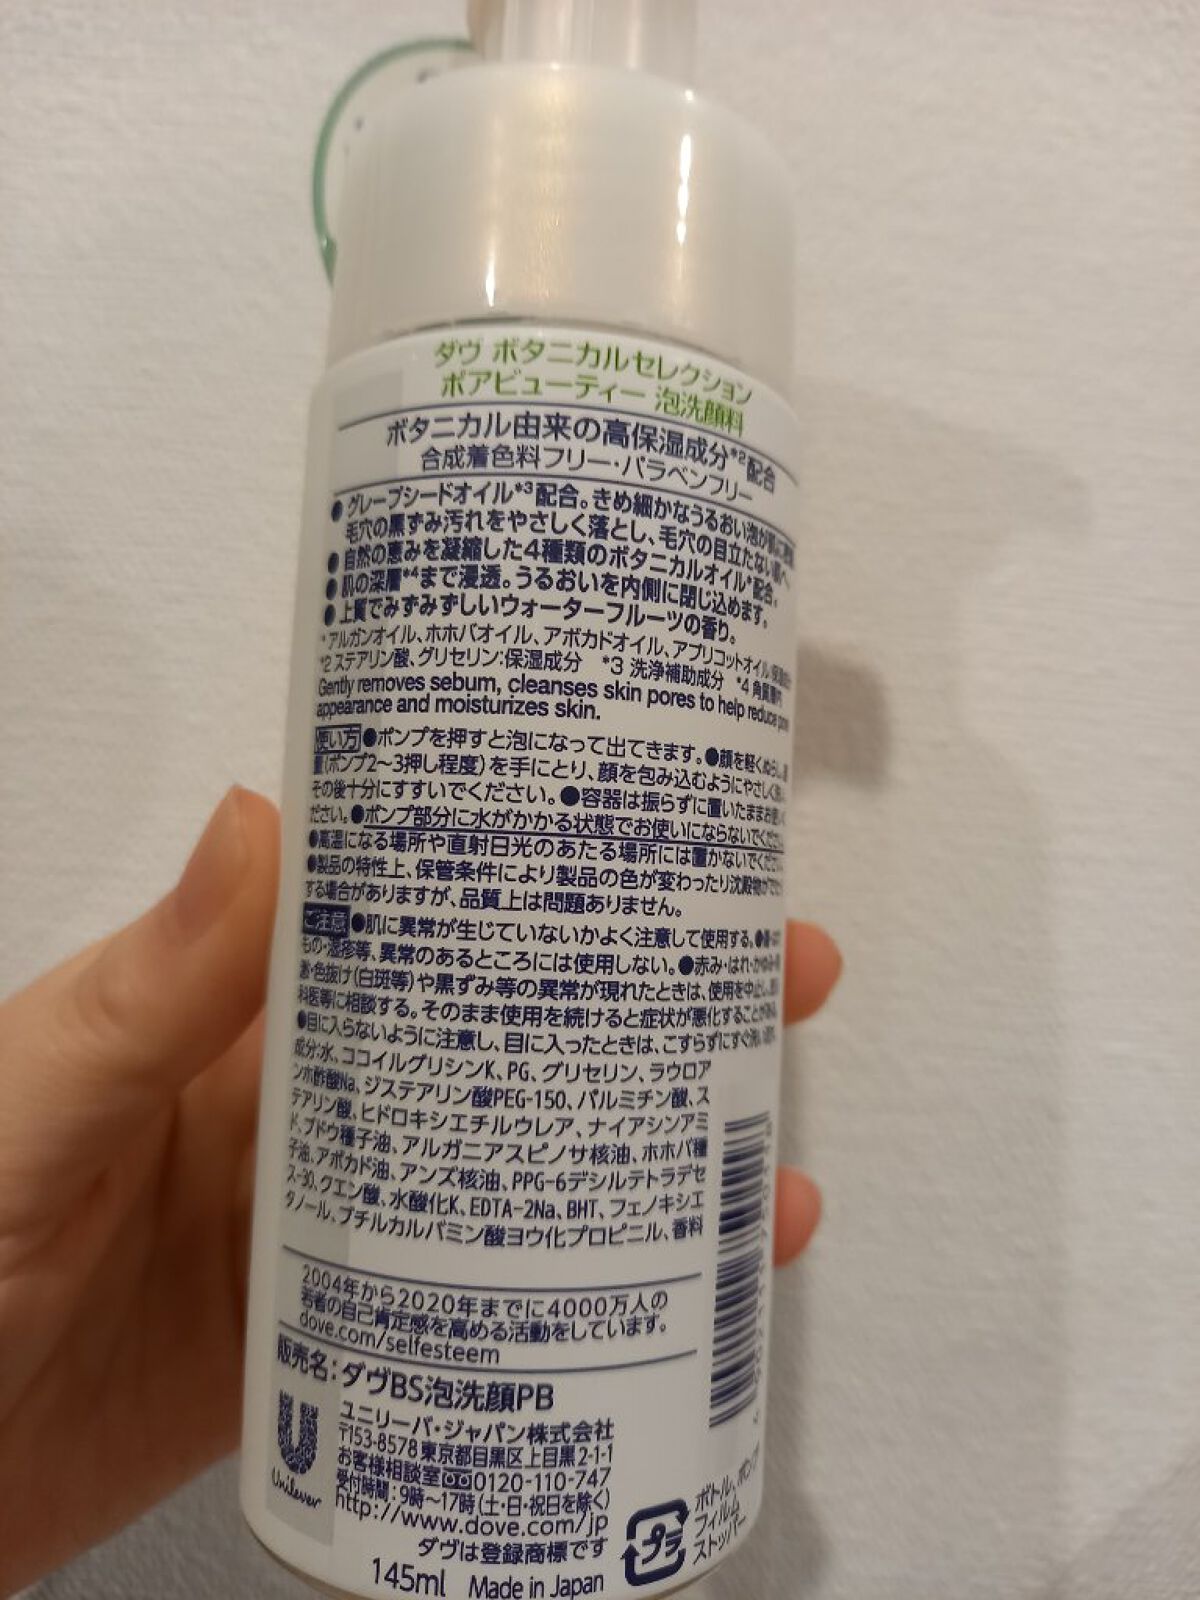 ダヴ ボタニカルセレクション
ポアビューティー 泡洗顔料
ボタニカル由来の高保湿成分*2配合
合成着色料フリー・パラベンフリー
●グレープシードオイル*3配合。きめ細かなうるおい泡が肌に
毛穴の黒ずみ汚れをやさしく落とし、毛穴の目立たない肌へ
●自然の恵みを凝縮した4種類のボタニカルオイル*配合。
●肌の深層*4まで浸透。うるおいを内側に閉じ込めます。
●上質でみずみずしいウォーターフルーツの香り。
*アルガンオイル、ホホバオイル、アボカドオイル、アプリコットオイル:保湿成分
*2 ステアリン酸、グリセリン:保湿成分 *3 洗浄補助成分 *4 角質層内
Gently removes sebum, cleanses skin pores to help reduce pore
appearance and moisturizes skin.
使い方●ポンプを押すと泡になって出てきます。●顔を軽くぬらし、
量(ポンプ2〜3押し程度)を手にとり、顔を包み込むようにやさしく
その後十分にすすいでください。●容器は振らずに置いたままお使い
ださい。●ポンプ部分に水がかかる状態でお使いにならないでください
●高温になる場所や直射日光のあたる場所には置かないでください
●製品の特性上、保管条件により製品の色が変わったり沈殿物が
する場合がありますが、品質上は問題ありません。
ご注意●肌に異常が生じていないかよく注意して使用する。●
もの・湿疹等、異常のあるところには使用しない。●赤み・はれ・かゆみ・
激・色抜け(白斑等)や黒ずみ等の異常が現れたときは、使用を中止し、
科医等に相談する。そのまま使用を続けると症状が悪化することがある。
●目に入らないように注意し、目に入ったときは、こすらずにすぐ洗い
成分:水、ココイルグリシンK、PG、グリセリン、ラウロア
ンホ酢酸Na、ジステアリン酸PEG-150、パルミチン酸、ス
テアリン酸、ヒドロキシエチルウレア、ナイアシンアミ
ド、ブドウ種子油、アルガニアスピノサ核油、ホホバ種
子油、アボカド油、アンズ核油、PPG-6デシルテトラデセ
ス-30、クエン酸、水酸化K、EDTA-2Na、BHT、フェノキシエ
タノール、ブチルカルバミン酸ヨウ化プロピニル、香料
2004年から2020年までに4000万人の
若者の自己肯定感を高める活動をしています。
dove.com/selfesteem
販売名:ダヴBS泡洗顔PB
ユニリーバ・ジャパン株式会社
〒153-8578 東京都目黒区上目黒2-1-1
お客様相談室 0120-110-747
受付時間:9時〜17時(土・日・祝日を除く)
http://www.dove.com/jp
ダヴは登録商標です
Unilever
145ml Made in Japan
プラ
ボトル、ポンプ
フィルム
ストッパー